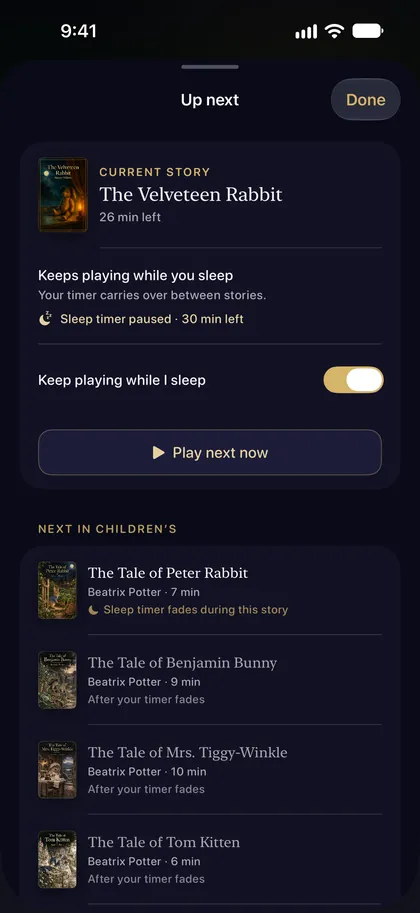 9:41
Up next
Done
The Velveteen
Rabbit
CURRENT STORY
The Velveteen Rabbit
26 min left
Keeps playing while you sleep
Your timer carries over between stories.
Sleep timer paused · 30 min left
Keep playing while I sleep
Play next now
NEXT IN CHILDREN'S
The Tale of Peter Rabbit
Beatrix Potter · 7 min
Sleep timer fades during this story
The Tale of Benjamin Bunny
Beatrix Potter · 9 min
After your timer fades
The Tale of Mrs. Tiggy-Winkle
Beatrix Potter · 10 min
After your timer fades
The Tale of
Tom Kitten
The Tale of Tom Kitten
Beatrix Potter · 6 min
After your timer fades